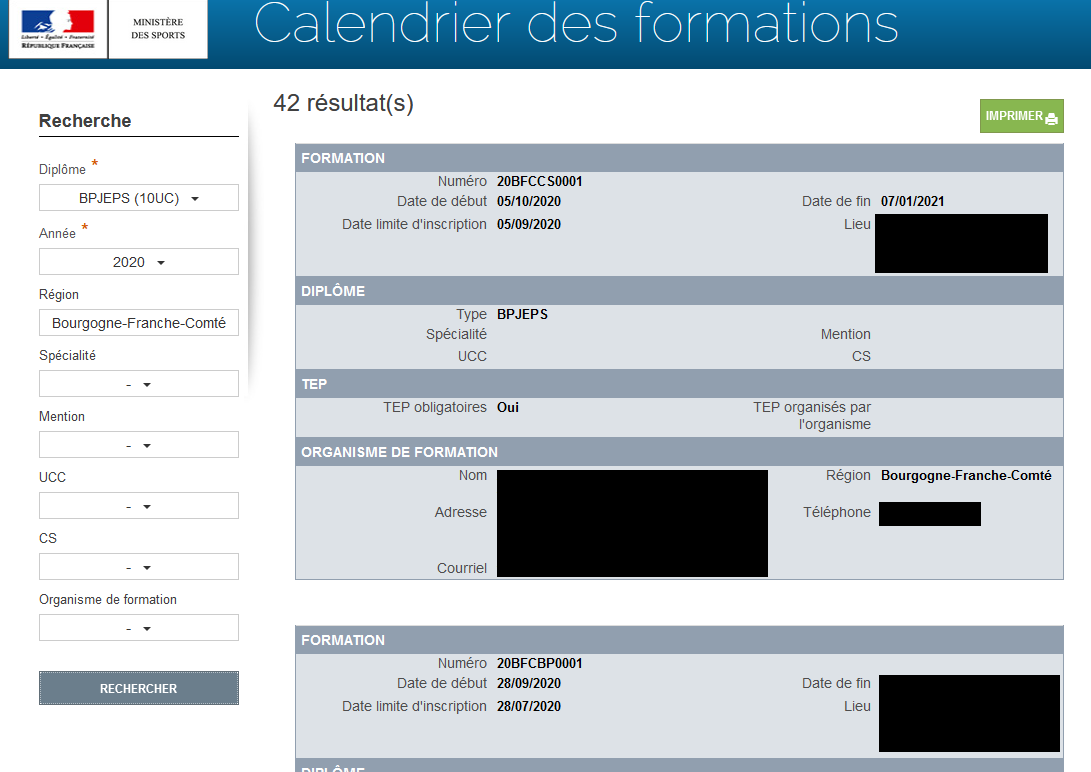 Liberté • Égalité • Fraternité
RÉPUBLIQUE FRANÇAISE
MINISTÈRE
DES SPORTS
Calendrier des formations
Recherche
Diplôme *
BPJEPS (10UC)
Année *
2020
Région
Bourgogne-Franche-Comté
Spécialité
-
Mention
-
UCC
-
CS
-
Organisme de formation
-
RECHERCHER
42 résultat(s)
IMPRIMER
FORMATION
Numéro 20BFCCS0001
Date de début 05/10/2020 Date de fin 07/01/2021
Date limite d'inscription 05/09/2020 Lieu
DIPLÔME
Type BPJEPS
Spécialité Mention
UCC CS
TEP
TEP obligatoires Oui TEP organisés par
l'organisme
ORGANISME DE FORMATION
Nom Région Bourgogne-Franche-Comté
Adresse Téléphone
Courriel
FORMATION
Numéro 20BFCBP0001
Date de début 28/09/2020 Date de fin
Date limite d'inscription 28/07/2020 Lieu
DIPLÔME